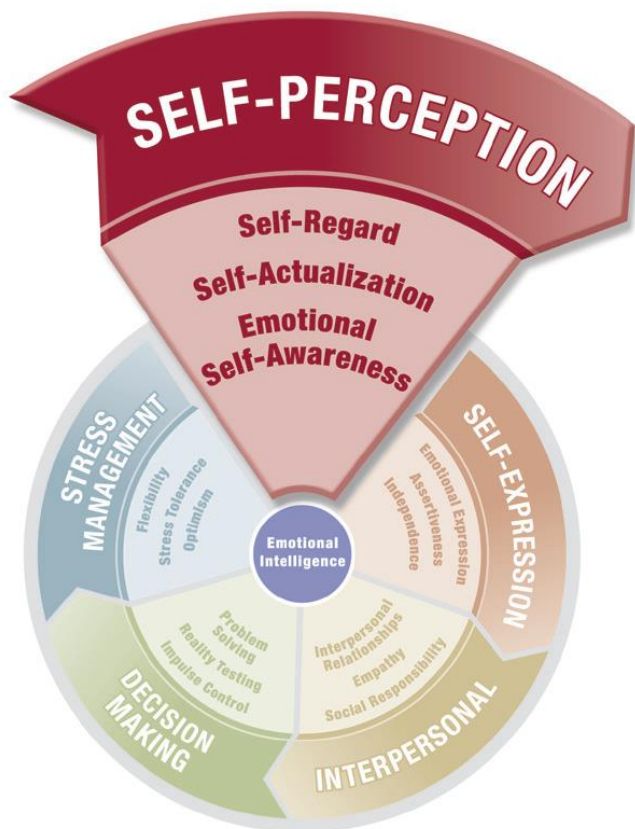 SELF-PERCEPTION
Self-Regard
Self-Actualization
Emotional
Self-Awareness
SELF-EXPRESSION
Emotional Expression
Assertiveness
Independence
INTERPERSONAL
Interpersonal
Relationships
Empathy
Social Responsibility
DECISION
MAKING
Problem
Solving
Reality Testing
Impulse Control
STRESS
MANAGEMENT
Flexibility
Stress Tolerance
Optimism
Emotional
Intelligence